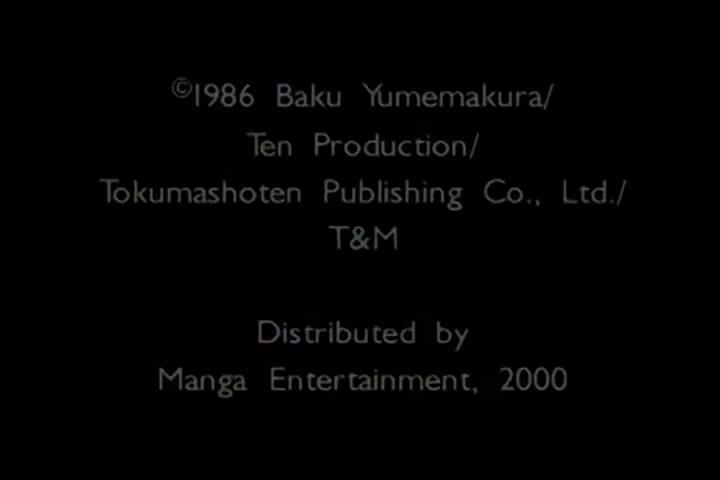 ©1986 Baku Yumemakura/
Ten Production/
Tokumashoten Publishing Co., Ltd./
T&M
Distributed by
Manga Entertainment, 2000